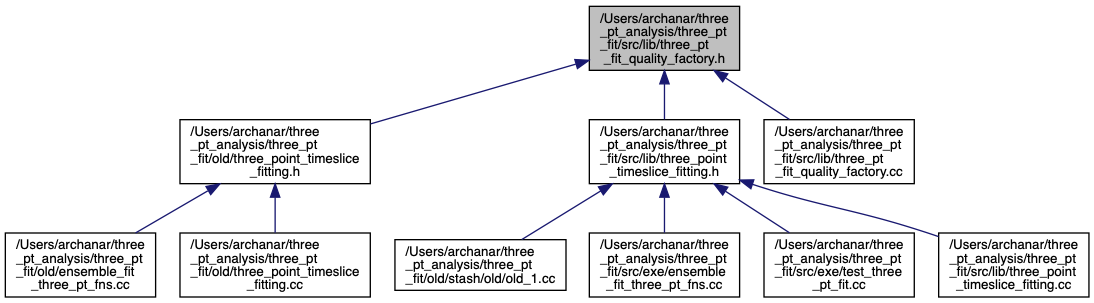 /Users/archanar/three
_pt_analysis/three_pt
_fit/src/lib/three_pt
_fit_quality_factory.h
/Users/archanar/three
_pt_analysis/three_pt
_fit/old/three_point_timeslice
_fitting.h
/Users/archanar/three
_pt_analysis/three_pt
_fit/src/lib/three_point
_timeslice_fitting.h
/Users/archanar/three
_pt_analysis/three_pt
_fit/src/lib/three_pt
_fit_quality_factory.cc
/Users/archanar/three
_pt_analysis/three_pt
_fit/old/ensemble_fit
_three_pt_fns.cc
/Users/archanar/three
_pt_analysis/three_pt
_fit/old/three_point_timeslice
_fitting.cc
/Users/archanar/three
_pt_analysis/three_pt
_fit/old/stash/old/old_1.cc
/Users/archanar/three
_pt_analysis/three_pt
_fit/src/exe/ensemble
_fit_three_pt_fns.cc
/Users/archanar/three
_pt_analysis/three_pt
_fit/src/exe/test_three
_pt_fit.cc
/Users/archanar/three
_pt_analysis/three_pt
_fit/src/lib/three_point
_timeslice_fitting.cc